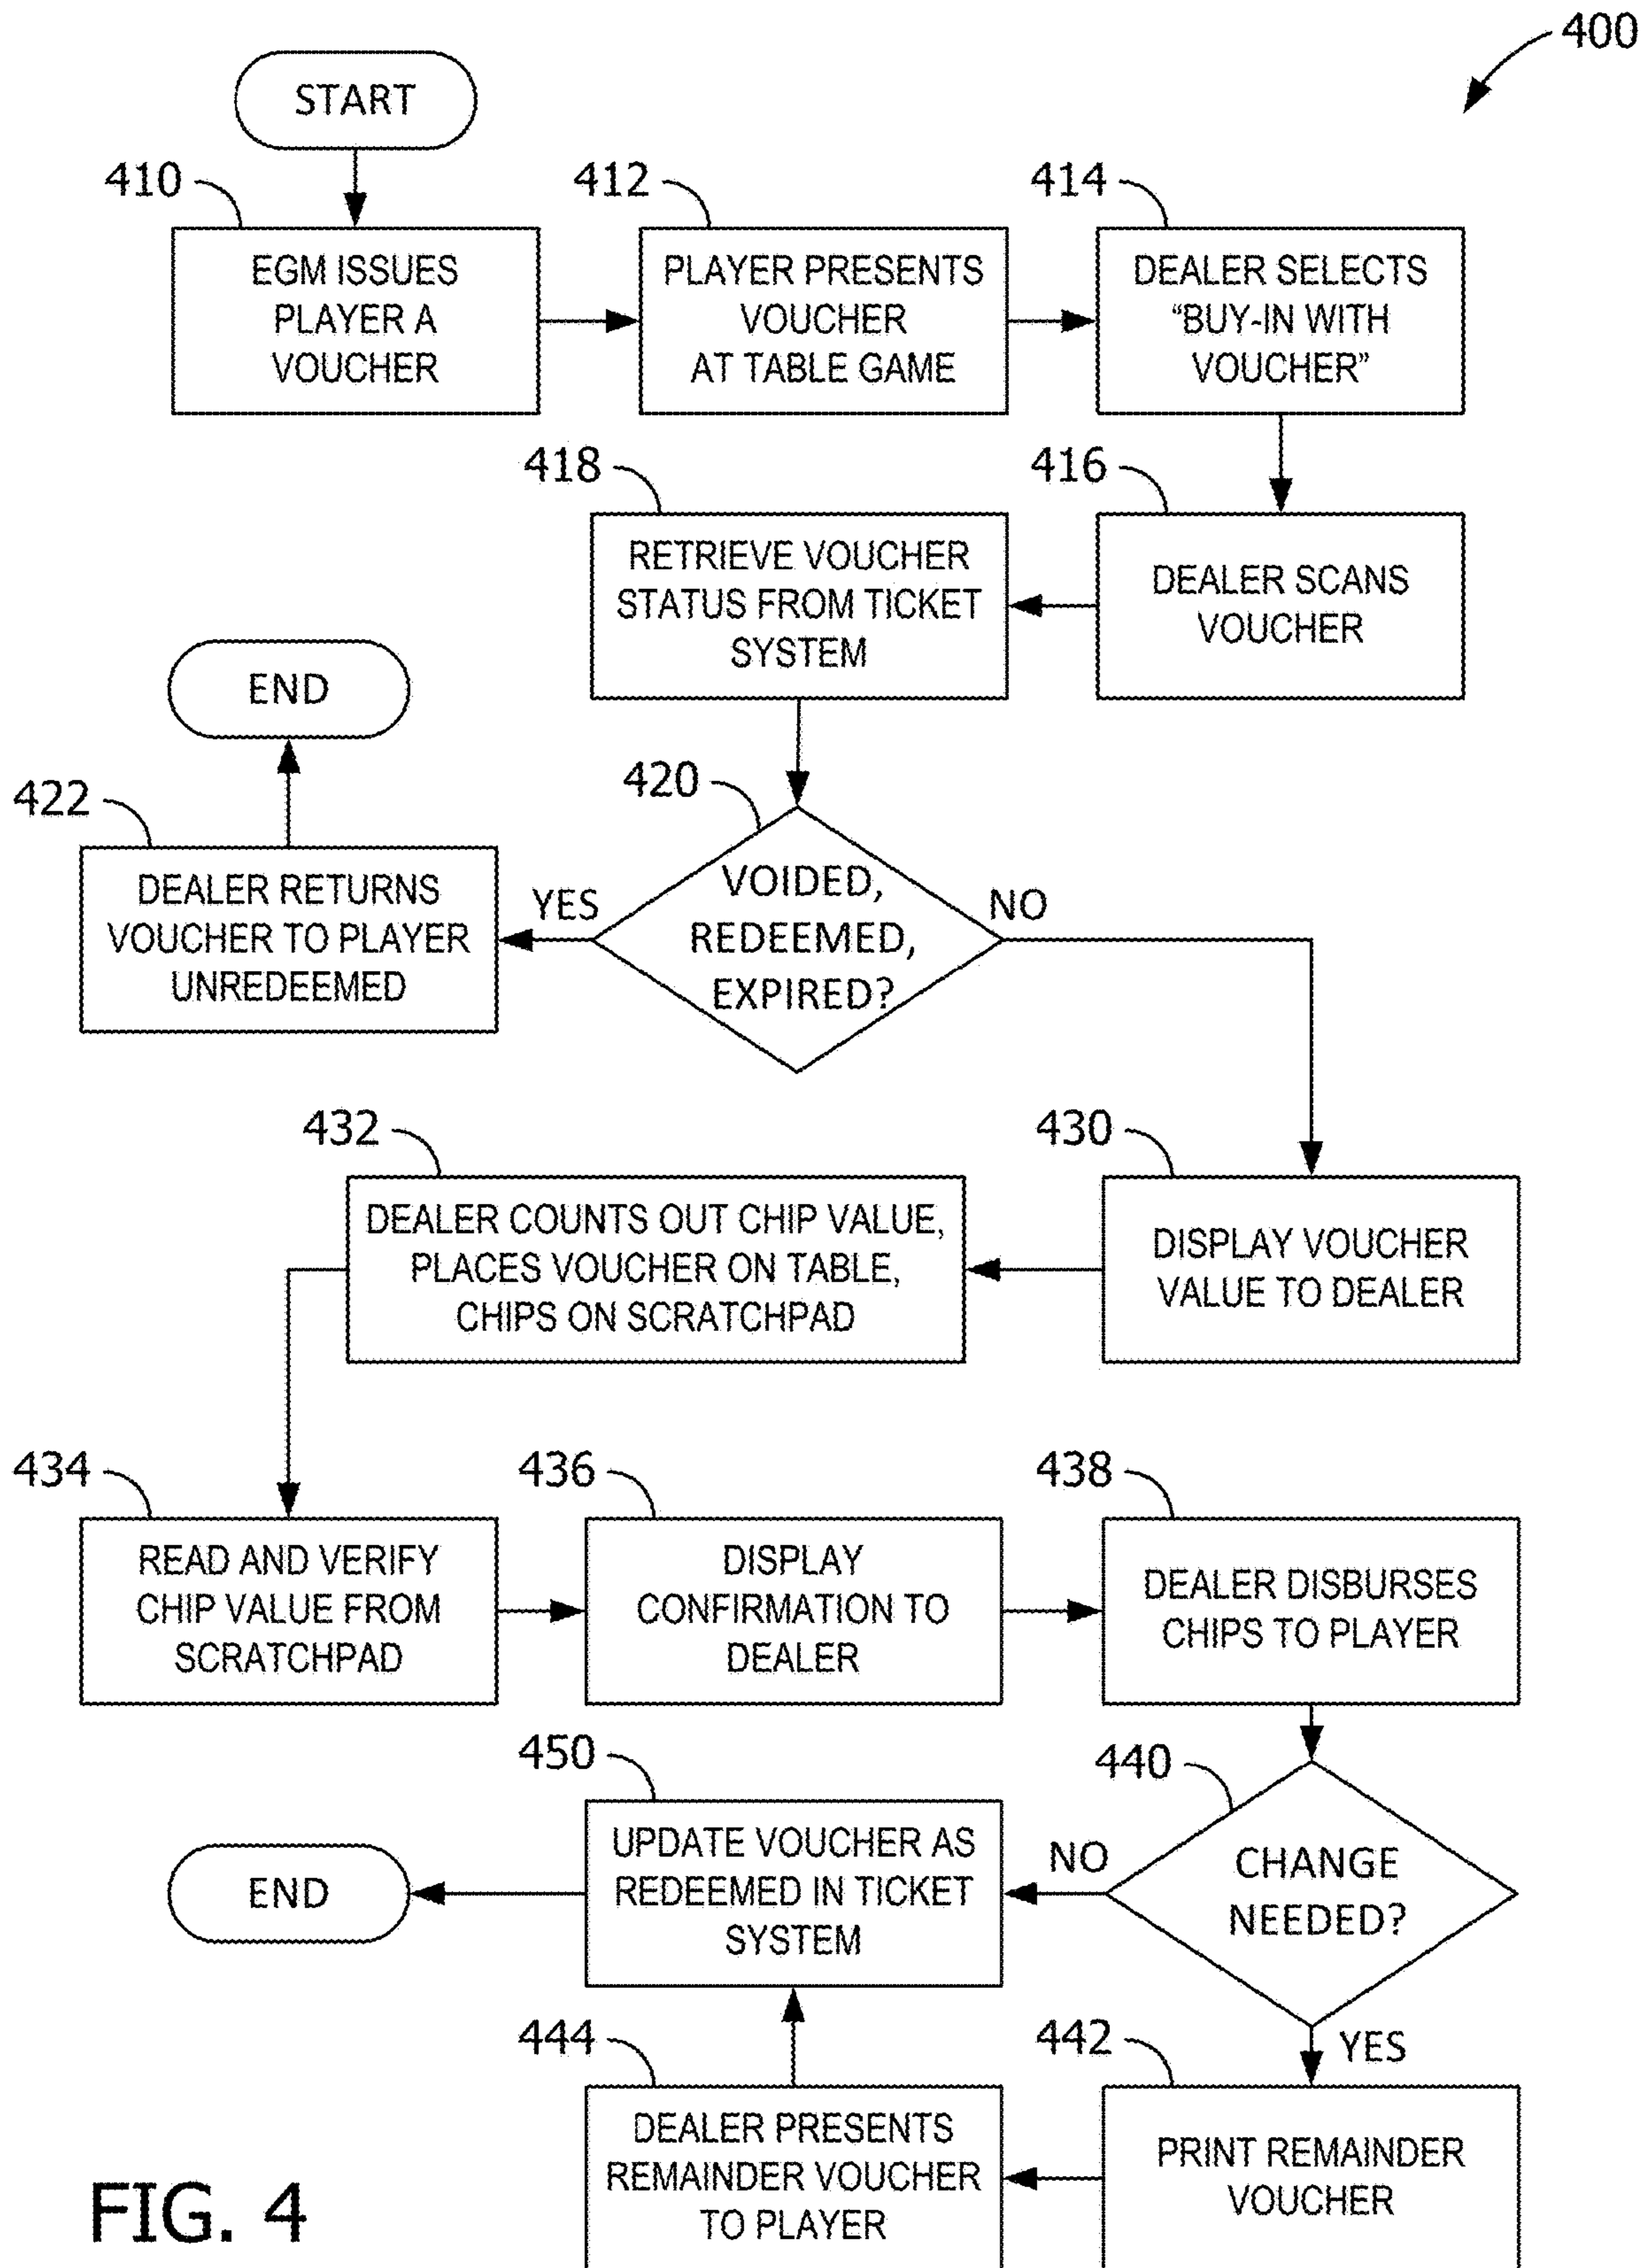 400
START
410
EGM ISSUES
PLAYER A
VOUCHER
412
PLAYER PRESENTS
VOUCHER
AT TABLE GAME
414
DEALER SELECTS
“BUY-IN WITH
VOUCHER”
416
DEALER SCANS
VOUCHER
418
RETRIEVE VOUCHER
STATUS FROM TICKET
SYSTEM
420
VOIDED,
REDEEMED,
EXPIRED?
YES
NO
422
DEALER RETURNS
VOUCHER TO PLAYER
UNREDEEMED
END
430
DISPLAY VOUCHER
VALUE TO DEALER
432
DEALER COUNTS OUT CHIP VALUE,
PLACES VOUCHER ON TABLE,
CHIPS ON SCRATCHPAD
434
READ AND VERIFY
CHIP VALUE FROM
SCRATCHPAD
436
DISPLAY
CONFIRMATION TO
DEALER
438
DEALER DISBURSES
CHIPS TO PLAYER
440
CHANGE
NEEDED?
NO
YES
450
UPDATE VOUCHER AS
REDEEMED IN TICKET
SYSTEM
END
442
PRINT REMAINDER
VOUCHER
444
DEALER PRESENTS
REMAINDER VOUCHER
TO PLAYER
FIG. 4